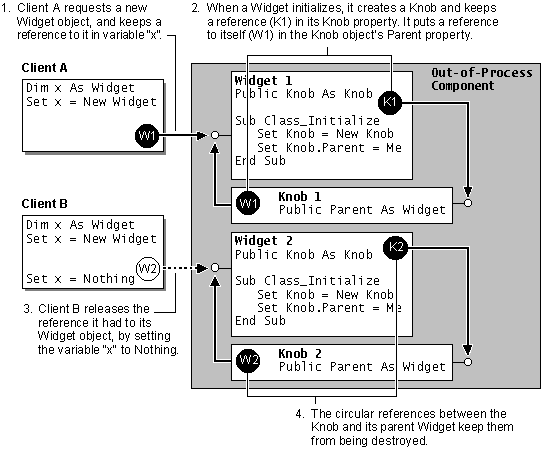 1. Client A requests a new
Widget object, and keeps a
reference to it in variable "x".
2. When a Widget initializes, it creates a Knob and keeps
a reference (K1) in its Knob property. It puts a reference
to itself (W1) in the Knob object's Parent property.
Client A
Dim x As Widget
Set x = New Widget
W1
Out-of-Process
Component
Widget 1
Public Knob As Knob
K1
Sub Class_Initialize
Set Knob = New Knob
Set Knob.Parent = Me
End Sub
W1
Knob 1
Public Parent As Widget
Client B
Dim x As Widget
Set x = New Widget
Set x = Nothing
W2
Widget 2
Public Knob As Knob
K2
Sub Class_Initialize
Set Knob = New Knob
Set Knob.Parent = Me
End Sub
W2
Knob 2
Public Parent As Widget
3. Client B releases the
reference it had to its
Widget object, by setting
the variable "x" to Nothing.
4. The circular references between the
Knob and its parent Widget keep them
from being destroyed.